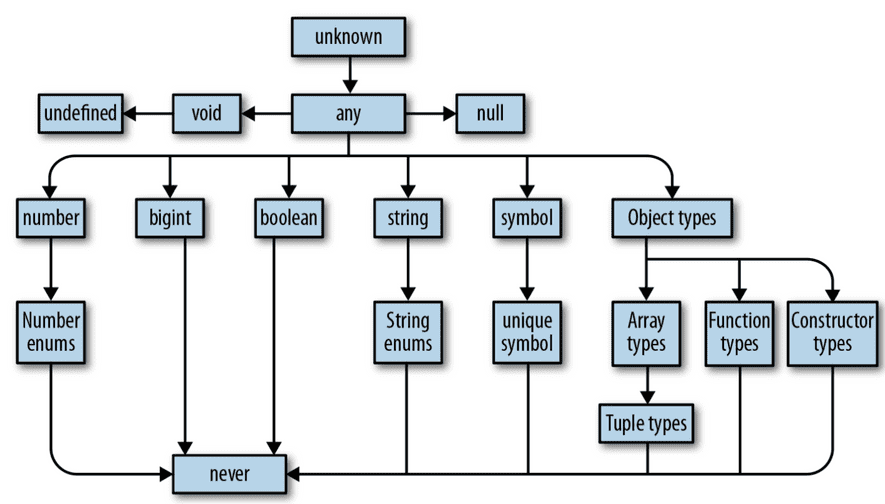 unknown
undefined
void
any
null
number
bigint
boolean
string
symbol
Object types
Number
enums
String
enums
unique
symbol
Array
types
Function
types
Constructor
types
Tuple types
never